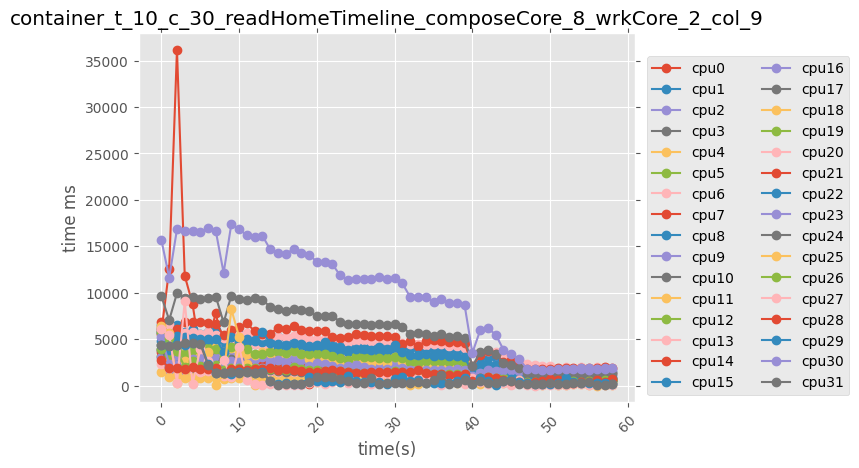 container_t_10_c_30_readHomeTimeline_composeCore_8_wrkCore_2_col_9
time ms
35000
30000
25000
20000
15000
10000
5000
0
0 10 20 30 40 50 60
time(s)
cpu0 cpu16
cpu1 cpu17
cpu2 cpu18
cpu3 cpu19
cpu4 cpu20
cpu5 cpu21
cpu6 cpu22
cpu7 cpu23
cpu8 cpu24
cpu9 cpu25
cpu10 cpu26
cpu11 cpu27
cpu12 cpu28
cpu13 cpu29
cpu14 cpu30
cpu15 cpu31